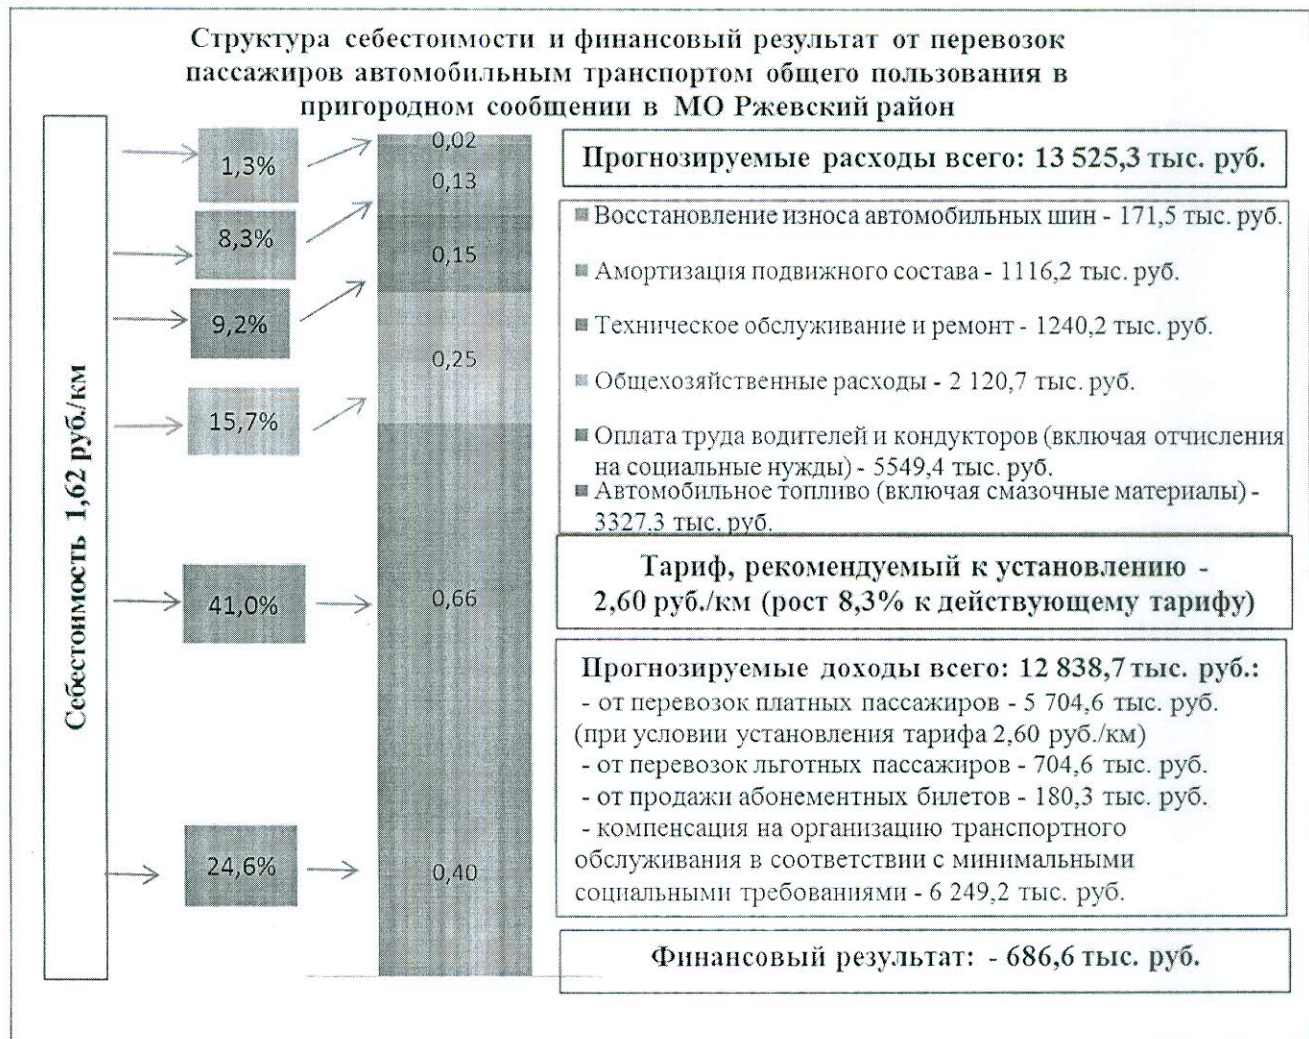 Структура себестоимости и финансовый результат от перевозок
пассажиров автомобильным транспортом общего пользования в
пригородном сообщении в МО Ржевский район
Себестоимость 1,62 руб./км
1,3%
8,3%
9,2%
15,7%
41,0%
24,6%
0,02
0,13
0,15
0,25
0,66
0,40
Прогнозируемые расходы всего: 13 525,3 тыс. руб.
Восстановление износа автомобильных шин - 171,5 тыс. руб.
Амортизация подвижного состава - 1116,2 тыс. руб.
Техническое обслуживание и ремонт - 1240,2 тыс. руб.
Общехозяйственные расходы - 2 120,7 тыс. руб.
Оплата труда водителей и кондукторов (включая отчисления
на социальные нужды) - 5549,4 тыс. руб.
Автомобильное топливо (включая смазочные материалы) -
3327,3 тыс. руб.
Тариф, рекомендуемый к установлению -
2,60 руб./км (рост 8,3% к действующему тарифу)
Прогнозируемые доходы всего: 12 838,7 тыс. руб.:
- от перевозок платных пассажиров - 5 704,6 тыс. руб.
(при условии установления тарифа 2,60 руб./км)
- от перевозок льготных пассажиров - 704,6 тыс. руб.
- от продажи абонементных билетов - 180,3 тыс. руб.
- компенсация на организацию транспортного
обслуживания в соответствии с минимальными
социальными требованиями - 6 249,2 тыс. руб.
Финансовый результат: - 686,6 тыс. руб.